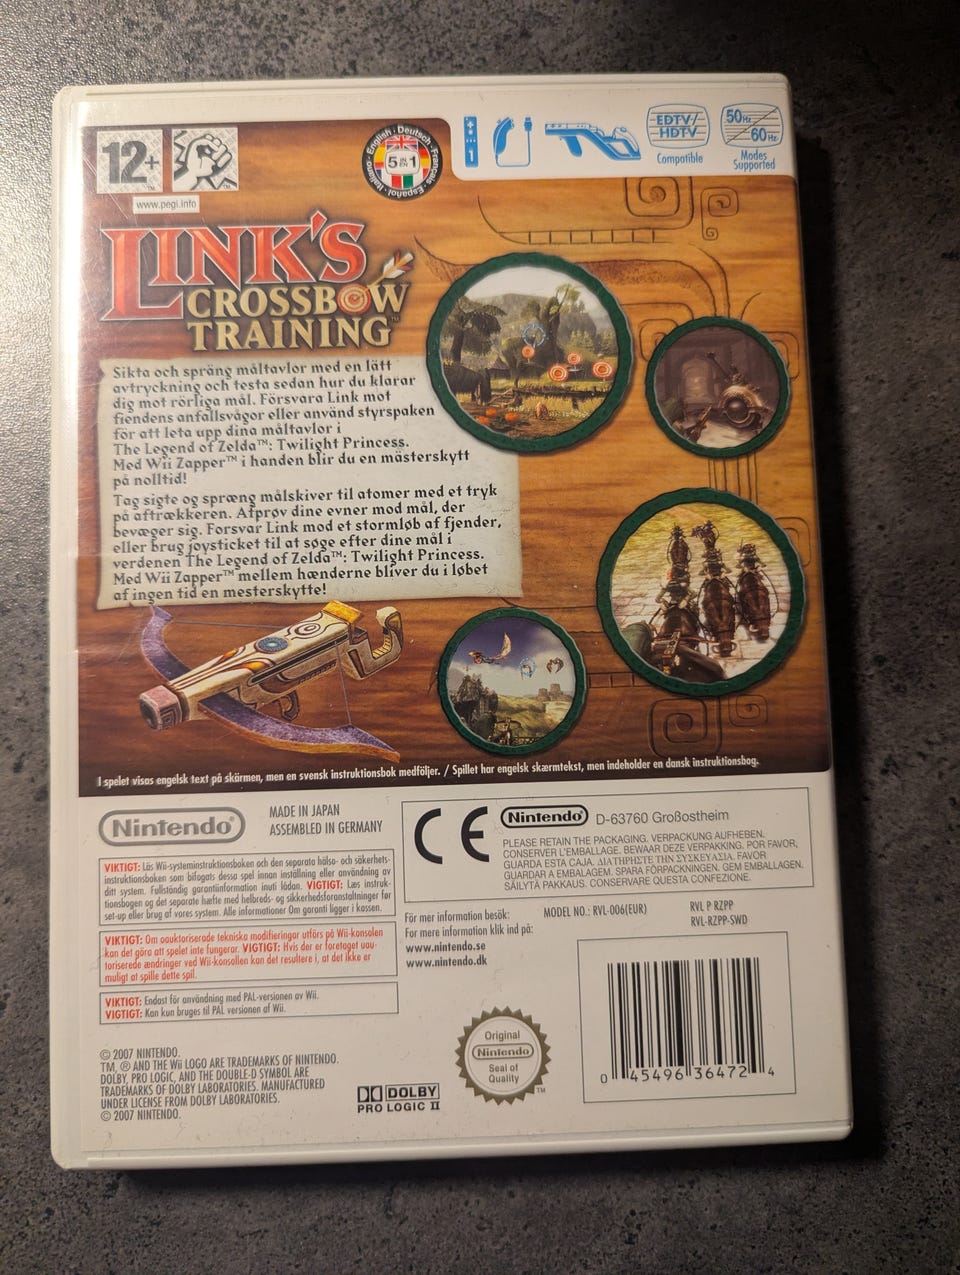 12+
www.pegi.info
English · Deutsch · Français · Español · Italiano
5 IN EN 1
1
EDTV/
HDTV
Compatible
50Hz
60Hz
Modes
Supported
LINK'S
CROSSBOW
TRAINING™
Sikta och spräng måltavlor med en lätt
avtryckning och testa sedan hur du klarar
dig mot rörliga mål. Försvara Link mot
fiendens anfallsvågor eller använd styrspaken
för att leta upp dina måltavlor i
The Legend of Zelda™: Twilight Princess.
Med Wii Zapper™ i handen blir du en mästerskytt
på nolltid!
Tag sigte og spræng målskiver til atomer med et tryk
på aftrækkeren. Afprøv dine evner mod mål, der
bevæger sig. Forsvar Link mod et stormløb af fjender,
eller brug joysticket til at søge efter dine mål i
verdenen The Legend of Zelda™: Twilight Princess.
Med Wii Zapper™ mellem hænderne bliver du i løbet
af ingen tid en mesterskytte!
I spelet visas engelsk text på skärmen, men en svensk instruktionsbok medföljer. / Spillet har engelsk skærmtekst, men indeholder en dansk instruktionsbog.
Nintendo®
MADE IN JAPAN
ASSEMBLED IN GERMANY
CE
Nintendo® D-63760 Großostheim
PLEASE RETAIN THE PACKAGING. VERPACKUNG AUFHEBEN.
CONSERVER L'EMBALLAGE. BEWAAR DEZE VERPAKKING. POR FAVOR,
GUARDA ESTA CAJA. ΔΙΑΤΗΡΗΣΤΕ ΤΗΝ ΣΥΣΚΕΥΑΣΙΑ. FAVOR
GUARDAR A EMBALAGEM. SPARA FÖRPACKNINGEN. GEM EMBALLAGEN.
SÄILYTÄ PAKKAUS. CONSERVARE QUESTA CONFEZIONE.
VIKTIGT: Läs Wii-systeminstruktionsboken och den separata hälso- och säkerhets-
instruktionsboken som bifogats dessa spel innan inställning eller användning av
ditt system. Fullständig garantiinformation inuti lådan. VIGTIGT: Læs instruk-
tionsbogen og det separate hæfte med helbreds- og sikkerhedsforanstaltninger før
set-up eller brug af vores system. Alle informationer Om garanti ligger i kassen.
VIKTIGT: Om oauktoriserade tekniska modifieringar utförs på Wii-konsolen
kan det göra att spelet inte fungerar. VIGTIGT: Hvis der er foretaget uau-
toriserede ændringer ved Wii-konsollen kan det resultere i, at det ikke er
muligt at spille dette spil.
VIKTIGT: Endast för användning med PAL-versionen av Wii.
VIGTIGT: Kan kun bruges til PAL versionen af Wii.
För mer information besök:
For mere information klik ind på:
www.nintendo.se
www.nintendo.dk
MODEL NO.: RVL-006(EUR)
RVL P RZPP
RVL-RZPP-SWD
© 2007 NINTENDO.
TM, ® AND THE Wii LOGO ARE TRADEMARKS OF NINTENDO.
DOLBY, PRO LOGIC, AND THE DOUBLE-D SYMBOL ARE
TRADEMARKS OF DOLBY LABORATORIES. MANUFACTURED
UNDER LICENSE FROM DOLBY LABORATORIES.
© 2007 NINTENDO.
DOLBY
PRO LOGIC II
Original
Nintendo®
Seal of
Quality
TM
0 45496 36472 4